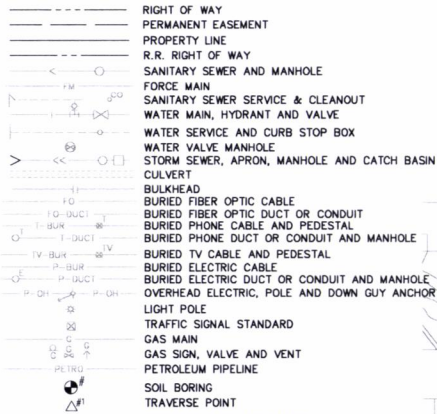 RIGHT OF WAY
PERMANENT EASEMENT
PROPERTY LINE
R.R. RIGHT OF WAY
< SANITARY SEWER AND MANHOLE
FM FORCE MAIN
CO SANITARY SEWER SERVICE & CLEANOUT
WATER MAIN, HYDRANT AND VALVE
WATER SERVICE AND CURB STOP BOX
WATER VALVE MANHOLE
> << STORM SEWER, APRON, MANHOLE AND CATCH BASIN
CULVERT
BULKHEAD
FO BURIED FIBER OPTIC CABLE
FO-DUCT BURIED FIBER OPTIC DUCT OR CONDUIT
T-BUR T BURIED PHONE CABLE AND PEDESTAL
T T-DUCT BURIED PHONE DUCT OR CONDUIT AND MANHOLE
TV-BUR TV BURIED TV CABLE AND PEDESTAL
P-BUR BURIED ELECTRIC CABLE
E P-DUCT BURIED ELECTRIC DUCT OR CONDUIT AND MANHOLE
P-OH P-OH OVERHEAD ELECTRIC, POLE AND DOWN GUY ANCHOR
LIGHT POLE
TRAFFIC SIGNAL STANDARD
G GAS MAIN
G G G GAS SIGN, VALVE AND VENT
PETRO PETROLEUM PIPELINE
# SOIL BORING
#1 TRAVERSE POINT